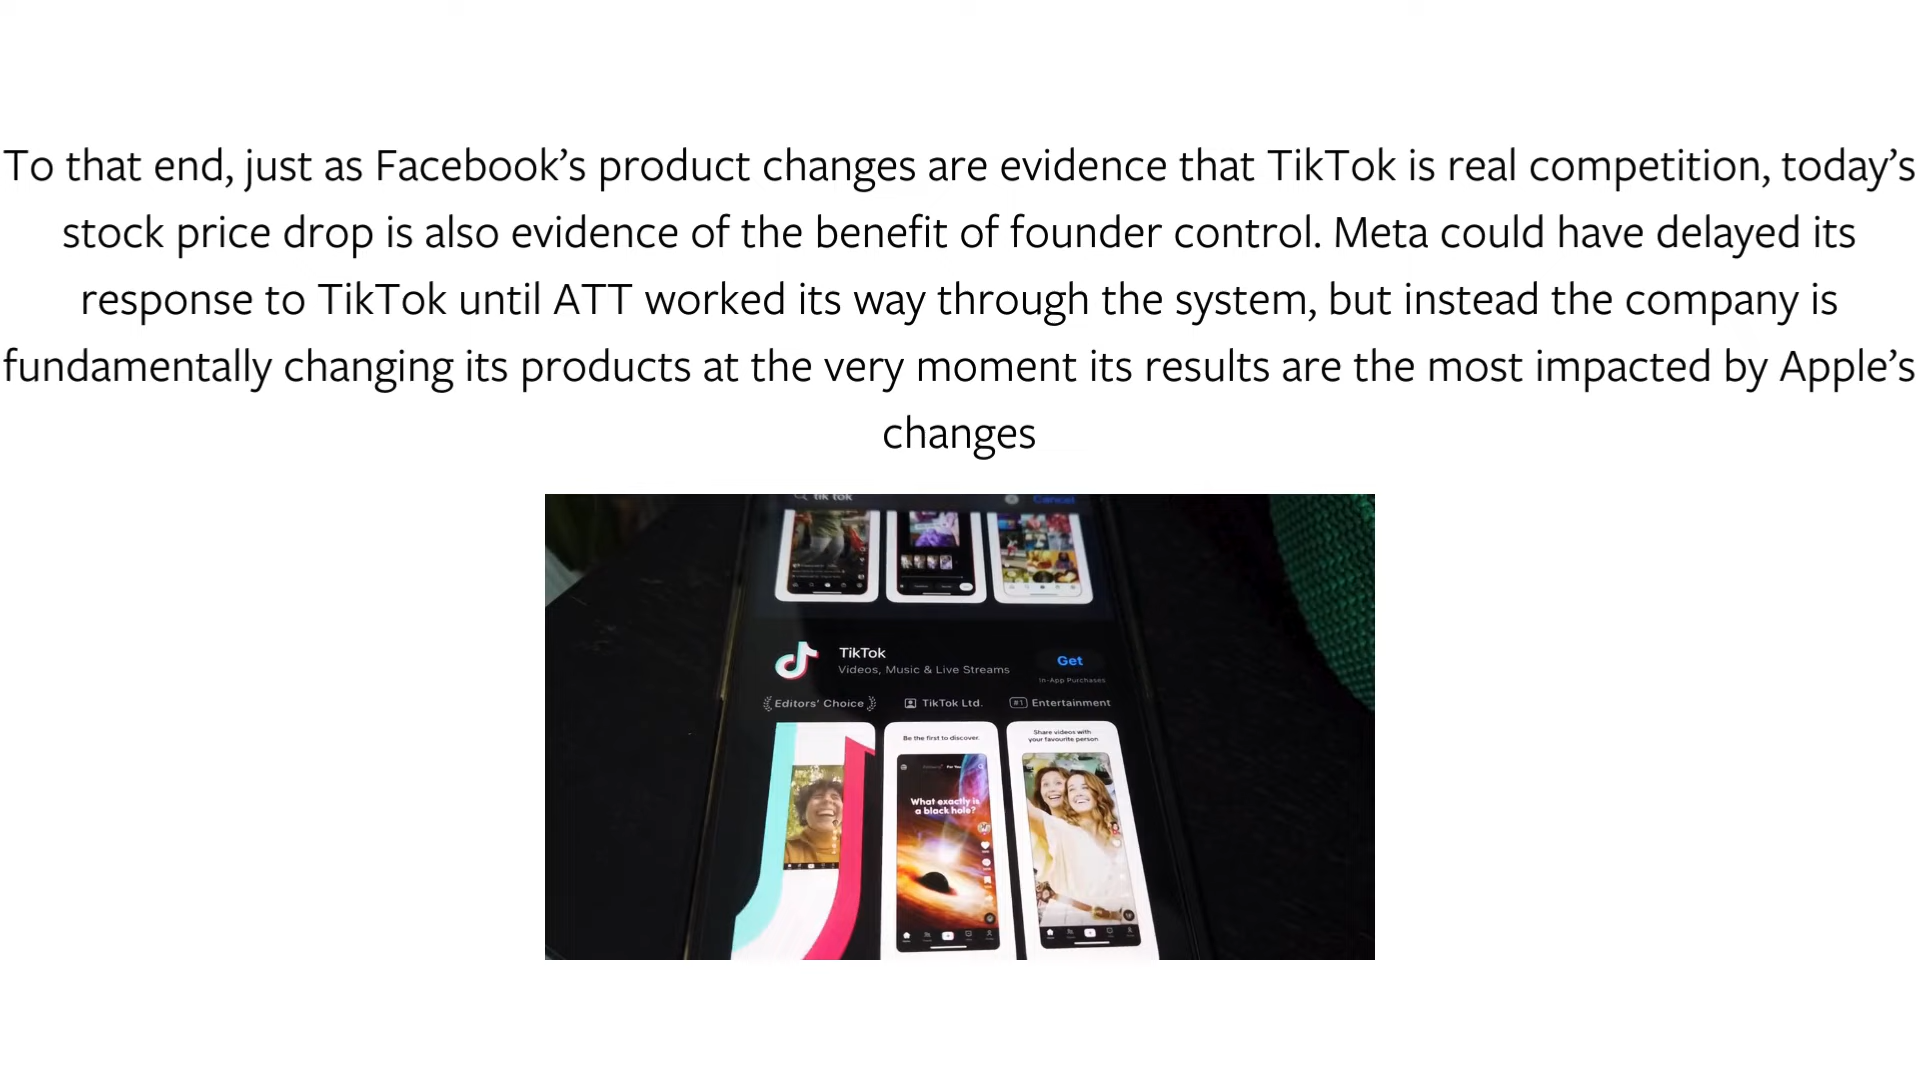 To that end, just as Facebook’s product changes are evidence that TikTok is real competition, today’s
stock price drop is also evidence of the benefit of founder control. Meta could have delayed its
response to TikTok until ATT worked its way through the system, but instead the company is
fundamentally changing its products at the very moment its results are the most impacted by Apple’s
changes
tik tok Cancel
TikTok
Videos, Music & Live Streams
Get
In-App Purchases
Editors' Choice
TikTok Ltd.
#1 Entertainment
Be the first to discover.
Share videos with
your favourite person
For You
What exactly is
a black hole?